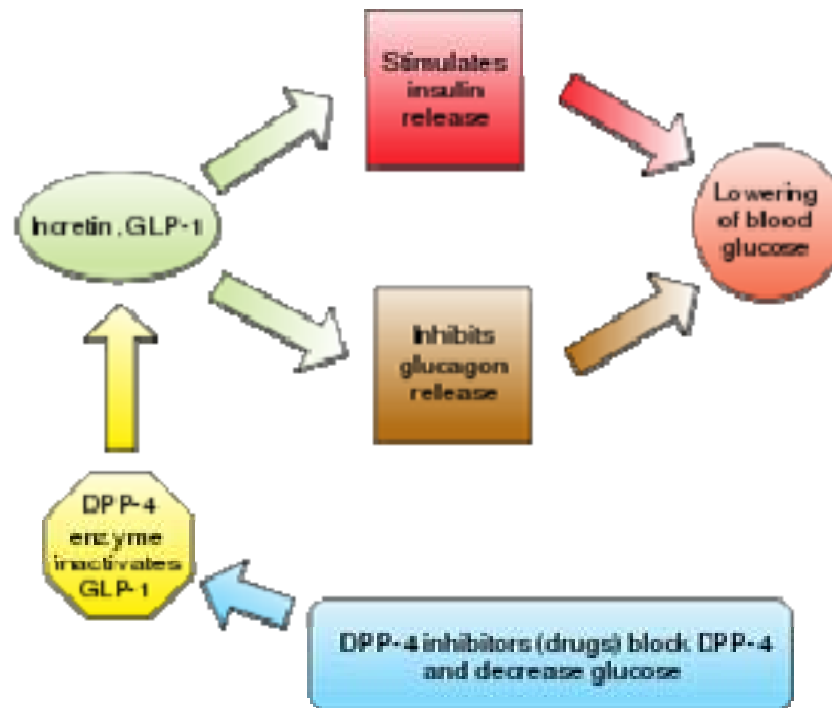 Stimulates
insulin
release
Incretin, GLP-1
Lowering
of blood
glucose
Inhibits
glucagon
release
DPP-4
enzyme
inactivates
GLP-1
DPP-4 inhibitors (drugs) block DPP-4
and decrease glucose